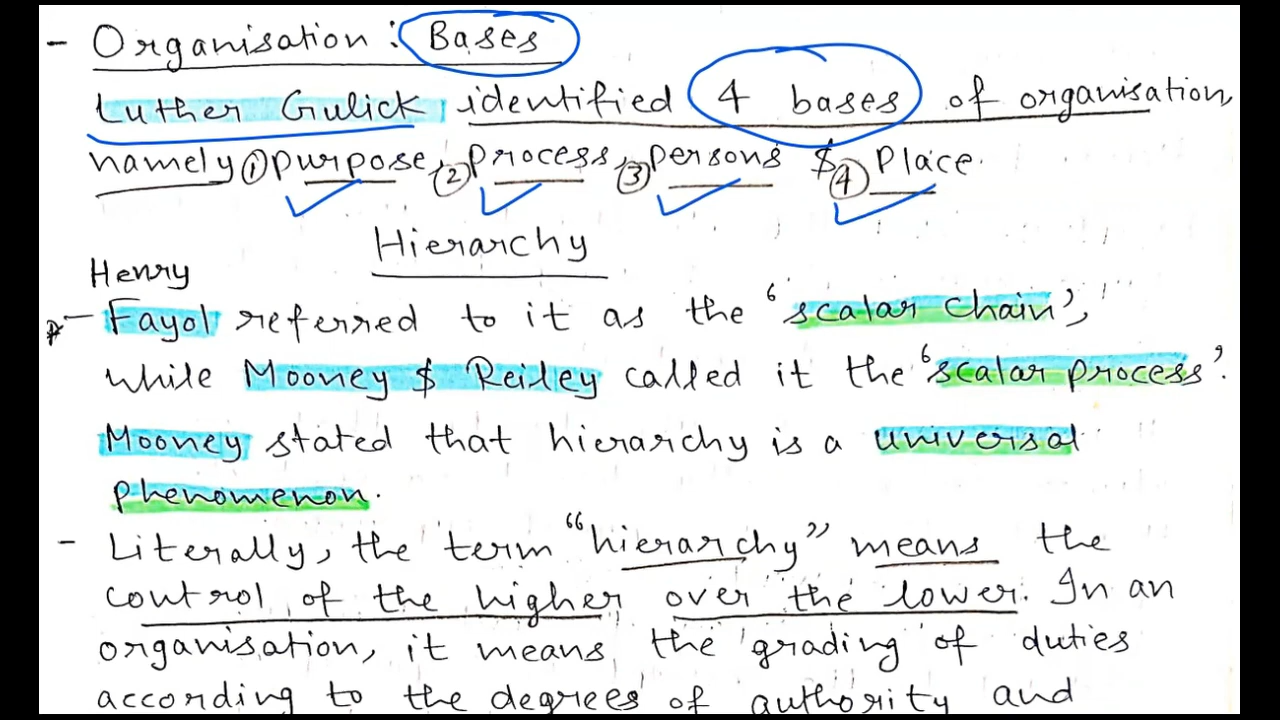 - Organisation : Bases
Luther Gulick identified 4 bases of organisation,
namely ① purpose, ② process, ③ persons & ④ Place.
Hierarchy
Henry
- Fayol referred to it as the 'scalar chain',
while Mooney & Reiley called it the 'scalar process'.
Mooney stated that hierarchy is a universal
phenomenon.
- Literally, the term "hierarchy" means the
control of the higher over the lower. In an
organisation, it means the grading of duties
according to the degrees of authority and